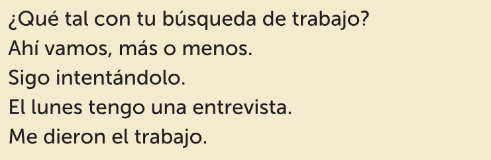 ¿Qué tal con tu búsqueda de trabajo?
Ahí vamos, más o menos.
Sigo intentándolo.
El lunes tengo una entrevista.
Me dieron el trabajo.